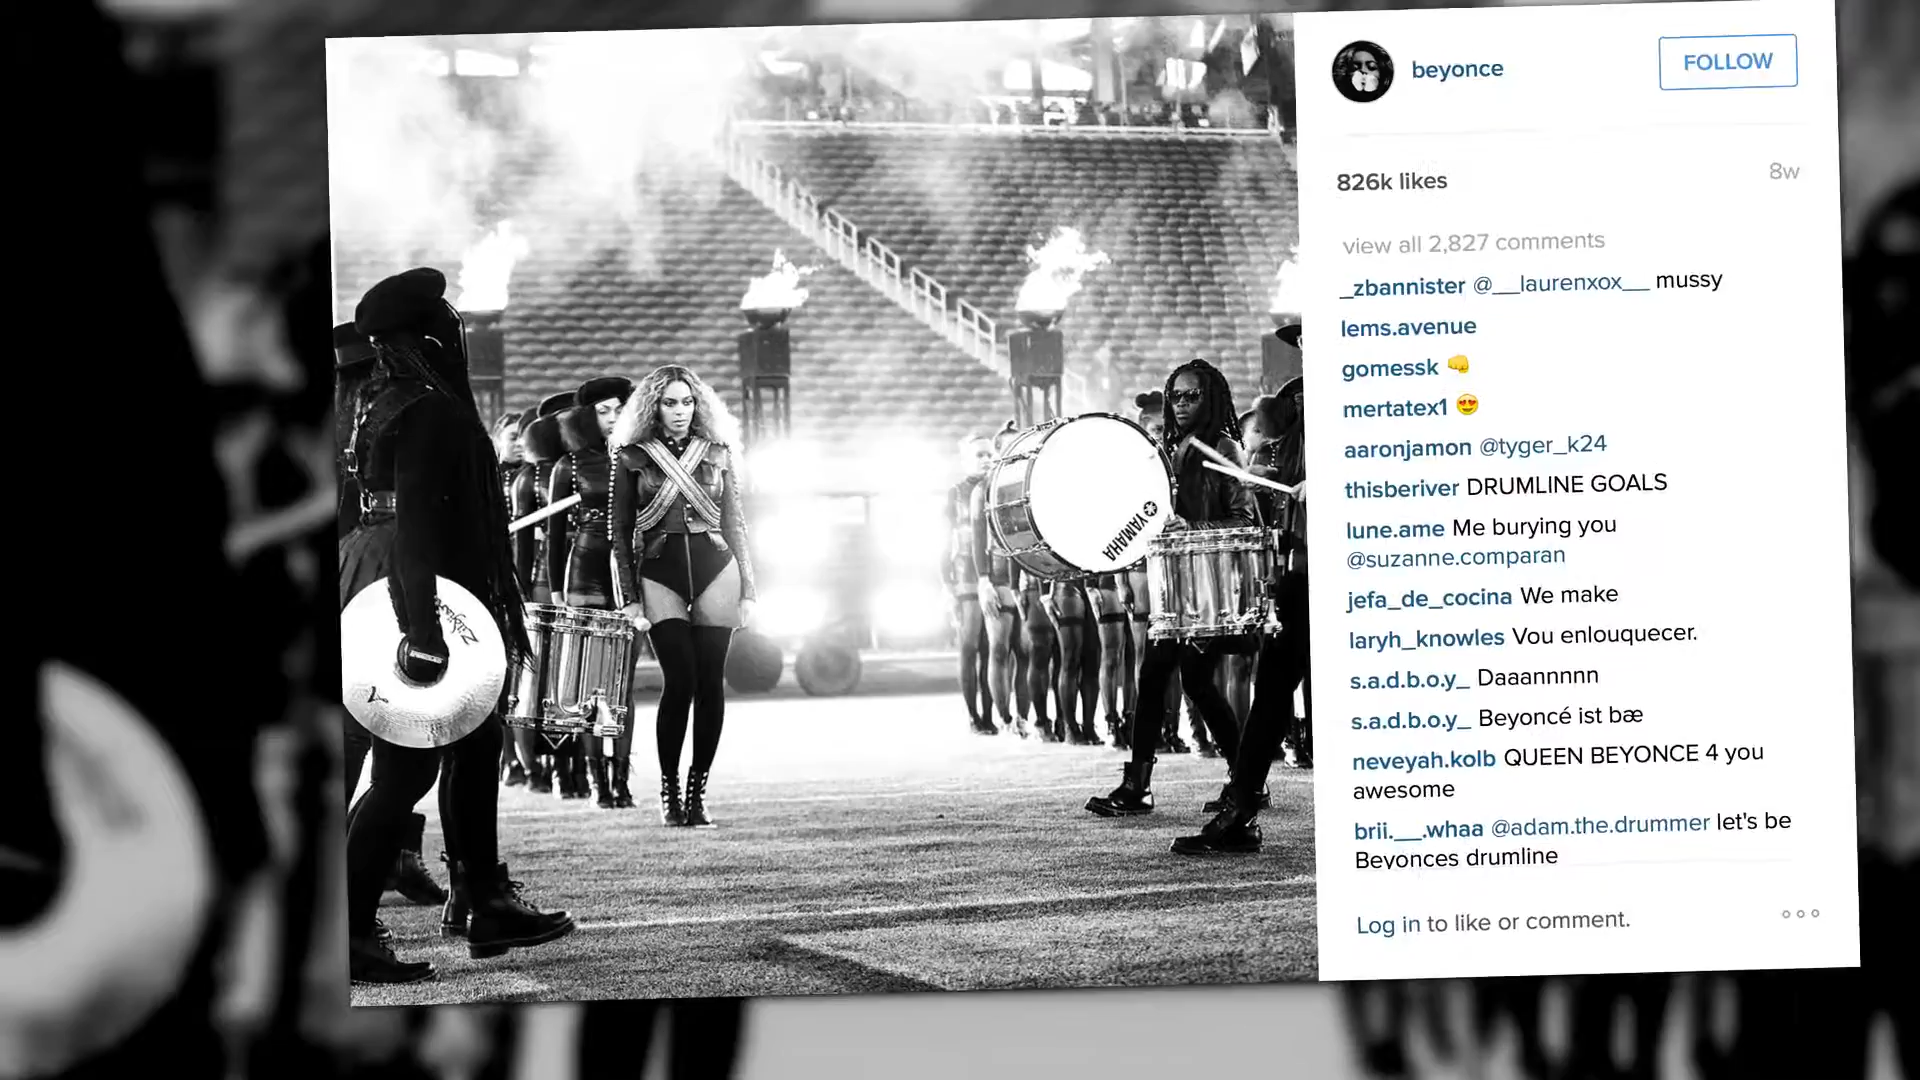 beyonce
FOLLOW
826k likes
8w
view all 2,827 comments
_zbannister @__laurenxox__ mussy
lems.avenue
gomessk 👊
mertatex1 😍
aaronjamon @tyger_k24
thisberiver DRUMLINE GOALS
lune.ame Me burying you
@suzanne.comparan
jefa_de_cocina We make
laryh_knowles Vou enlouquecer.
s.a.d.b.o.y_ Daaannnnn
s.a.d.b.o.y_ Beyoncé ist bæ
neveyah.kolb QUEEN BEYONCE 4 you
awesome
brii.__.whaa @adam.the.drummer let's be
Beyonces drumline
Log in to like or comment.
YAMAHA
Zildjian